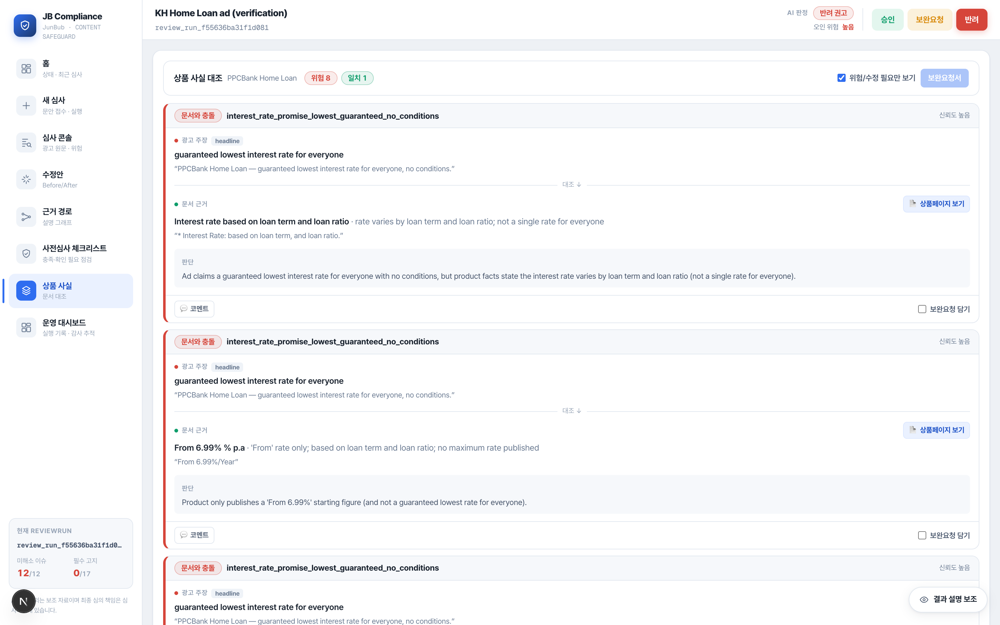 JB Compliance
JunBub · CONTENT
SAFEGUARD
홈
상태 · 최근 심사
새 심사
문안 접수 · 실행
심사 콘솔
광고 원문 · 위험
수정안
Before/After
근거 경로
설명 그래프
사전심사 체크리스트
충족·확인 필요 점검
상품 사실
문서 대조
운영 대시보드
실행 기록 · 감사 추적
현재 REVIEWRUN
review_run_f55636ba31f1d0…
미해소 이슈 필수 고지
12/12 0/17
의는 보조 자료이며 최종 심의 책임은 심
있습니다.
N
KH Home Loan ad (verification)
review_run_f55636ba31f1d081
AI 판정 반려 권고
오인 위험 높음
승인 보완요청 반려
상품 사실 대조 PPCBank Home Loan 위험 8 일치 1
위험/수정 필요만 보기 보완요청서
문서와 충돌 interest_rate_promise_lowest_guaranteed_no_conditions 신뢰도 높음
광고 주장 headline
guaranteed lowest interest rate for everyone
“PPCBank Home Loan — guaranteed lowest interest rate for everyone, no conditions.”
대조 ↓
문서 근거 상품페이지 보기
Interest rate based on loan term and loan ratio · rate varies by loan term and loan ratio; not a single rate for everyone
“* Interest Rate: based on loan term, and loan ratio.”
판단
Ad claims a guaranteed lowest interest rate for everyone with no conditions, but product facts state the interest rate varies by loan term and loan ratio (not a single rate for everyone).
코멘트 보완요청 담기
문서와 충돌 interest_rate_promise_lowest_guaranteed_no_conditions 신뢰도 높음
광고 주장 headline
guaranteed lowest interest rate for everyone
“PPCBank Home Loan — guaranteed lowest interest rate for everyone, no conditions.”
대조 ↓
문서 근거 상품페이지 보기
From 6.99% % p.a · 'From' rate only; based on loan term and loan ratio; no maximum rate published
“From 6.99%/Year”
판단
Product only publishes a 'From 6.99%' starting figure (and not a guaranteed lowest rate for everyone).
코멘트 보완요청 담기
문서와 충돌 interest_rate_promise_lowest_guaranteed_no_conditions 신뢰도 높음
광고 주장 headline
guaranteed lowest interest rate for everyone
“PPCBank Home Loan — guaranteed lowest interest rate for everyone, no conditions.”
결과 설명 보조